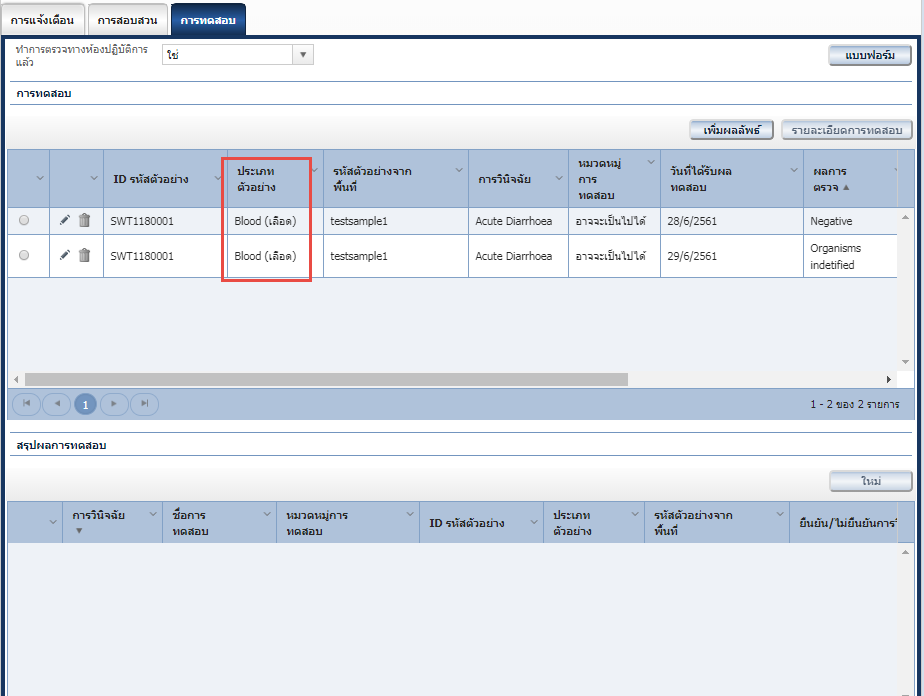 การแจ้งเตือน การสอบสวน การทดสอบ
ทำการตรวจทางห้องปฏิบัติการ
แล้ว
ใช่
แบบฟอร์ม
การทดสอบ
เพิ่มผลลัพธ์ รายละเอียดการทดสอบ
ID รหัสตัวอย่าง
ประเภท
ตัวอย่าง
รหัสตัวอย่างจาก
พื้นที่
การวินิจฉัย
หมวดหมู่
การ
ทดสอบ
วันที่ได้รับผล
ทดสอบ
ผลการ
ตรวจ
SWT1180001 Blood (เลือด) testsample1 Acute Diarrhoea อาจจะเป็นไปได้ 28/6/2561 Negative
SWT1180001 Blood (เลือด) testsample1 Acute Diarrhoea อาจจะเป็นไปได้ 29/6/2561 Organisms
indetified
1
1 - 2 ของ 2 รายการ
สรุปผลการทดสอบ
ใหม่
การวินิจฉัย
ชื่อการ
ทดสอบ
หมวดหมู่การ
ทดสอบ
ID รหัสตัวอย่าง
ประเภท
ตัวอย่าง
รหัสตัวอย่างจาก
พื้นที่
ยืนยัน/ไม่ยืนยันการ